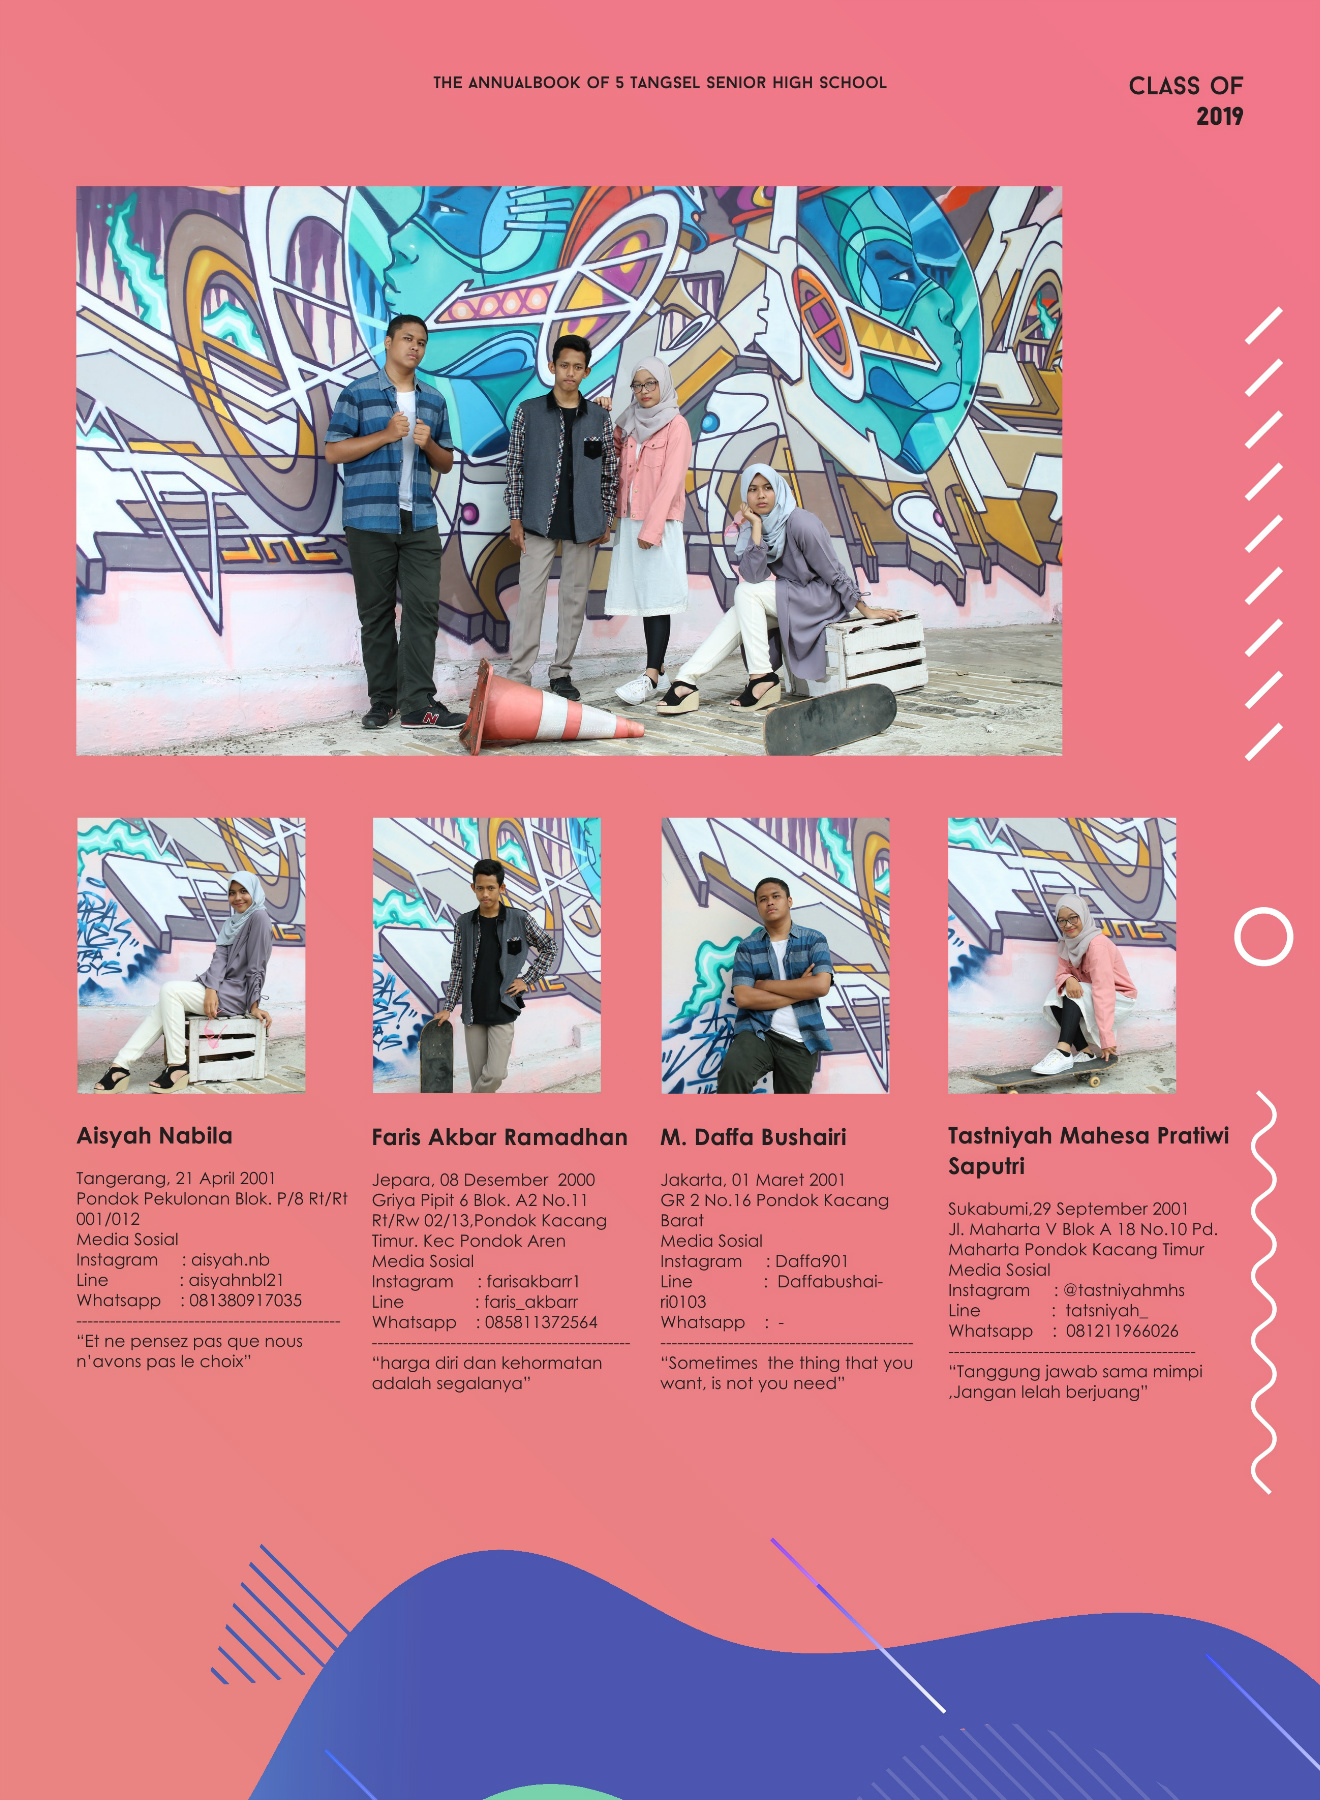 THE ANNUALBOOK OF 5 TANGSEL SENIOR HIGH SCHOOL
CLASS OF
2019
Aisyah Nabila
Tangerang, 21 April 2001
Pondok Pekulonan Blok. P/8 Rt/Rt
001/012
Media Sosial
Instagram : aisyah.nb
Line : aisyahnbl21
Whatsapp : 081380917035
-----------------------------------------------
“Et ne pensez pas que nous
n’avons pas le choix”
Faris Akbar Ramadhan
Jepara, 08 Desember 2000
Griya Pipit 6 Blok. A2 No.11
Rt/Rw 02/13,Pondok Kacang
Timur. Kec Pondok Aren
Media Sosial
Instagram : farisakbarr1
Line : faris_akbarr
Whatsapp : 085811372564
----------------------------------------------
“harga diri dan kehormatan
adalah segalanya”
M. Daffa Bushairi
Jakarta, 01 Maret 2001
GR 2 No.16 Pondok Kacang
Barat
Media Sosial
Instagram : Daffa901
Line : Daffabushai-
ri0103
Whatsapp : -
---------------------------------------------
“Sometimes the thing that you
want, is not you need”
Tastniyah Mahesa Pratiwi
Saputri
Sukabumi,29 September 2001
Jl. Maharta V Blok A 18 No.10 Pd.
Maharta Pondok Kacang Timur
Media Sosial
Instagram : @tastniyahmhs
Line : tatsniyah_
Whatsapp : 081211966026
--------------------------------------------
“Tanggung jawab sama mimpi
,Jangan lelah berjuang”